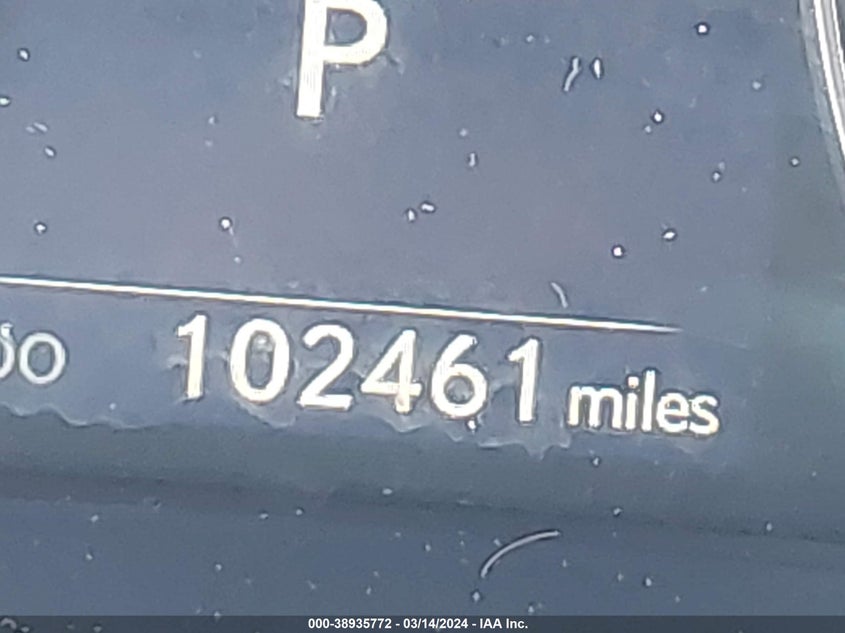 P
102461 miles
000-38935772 - 03/14/2024 - IAA Inc.